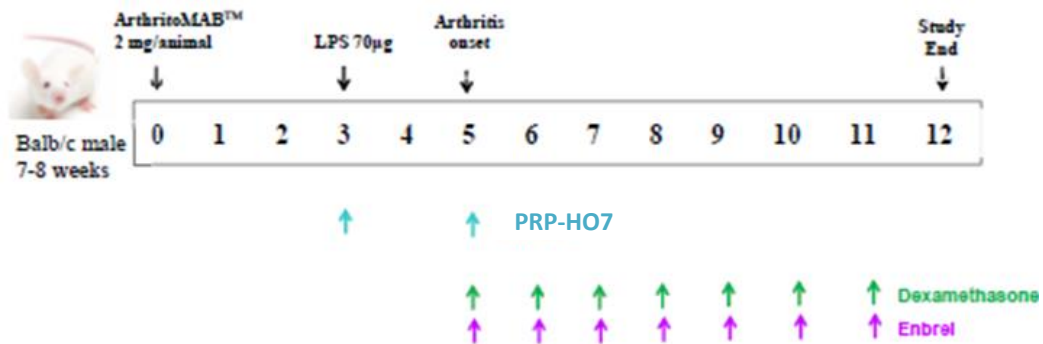 ArthritoMAB™
2 mg/animal
LPS 70µg
Arthritis
onset
Study
End
Balb/c male
7-8 weeks
0 1 2 3 4 5 6 7 8 9 10 11 12
PRP-HO7
Dexamethasone
Enbrel